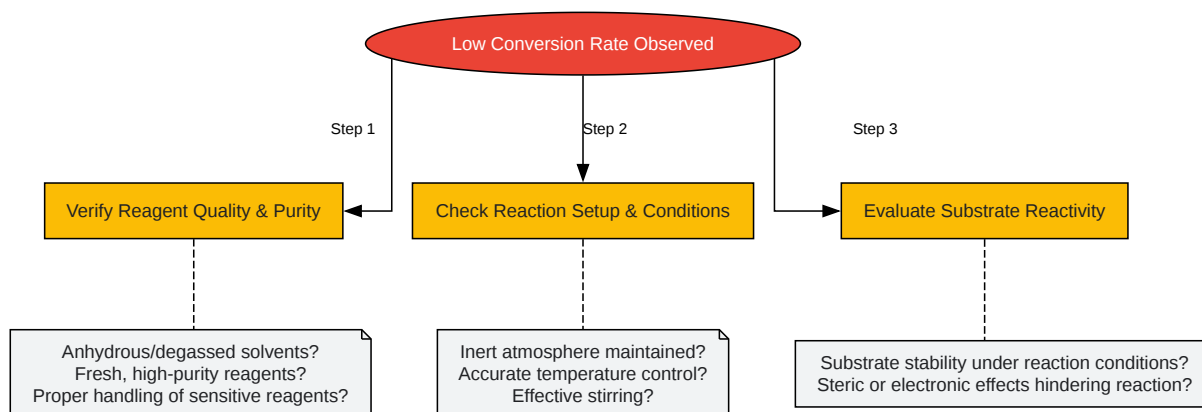 Low Conversion Rate Observed
Step 1
Step 2
Step 3
Verify Reagent Quality & Purity
Check Reaction Setup & Conditions
Evaluate Substrate Reactivity
Anhydrous/degassed solvents?
Fresh, high-purity reagents?
Proper handling of sensitive reagents?
Inert atmosphere maintained?
Accurate temperature control?
Effective stirring?
Substrate stability under reaction conditions?
Steric or electronic effects hindering reaction?